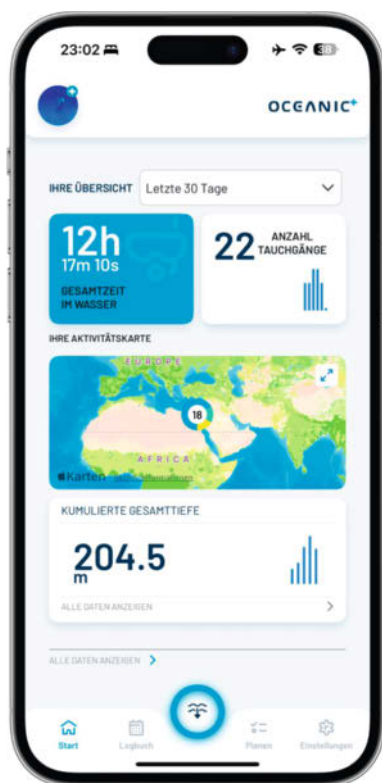 23:02
38
OCEANIC+
IHRE ÜBERSICHT
Letzte 30 Tage
12h
17m 10s
GESAMTZEIT
IM WASSER
22
ANZAHL
TAUCHGÄNGE
IHRE AKTIVITÄTSKARTE
EUROPE
18
AFRICA
Karten
KUMULIERTE GESAMTTIEFE
204.5
m
ALLE DATEN ANZEIGEN
ALLE DATEN ANZEIGEN
Start
Logbuch
Planen
Einstellungen